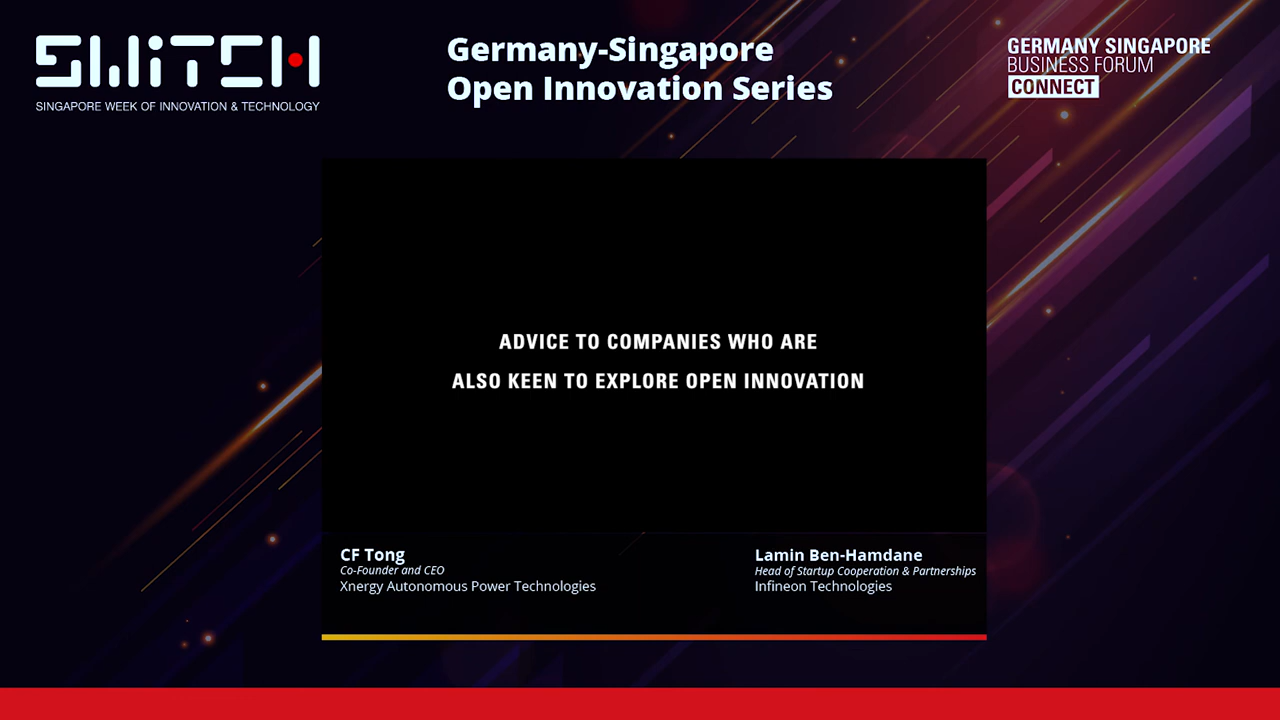 SWITCH
SINGAPORE WEEK OF INNOVATION & TECHNOLOGY
Germany-Singapore
Open Innovation Series
GERMANY SINGAPORE
BUSINESS FORUM
CONNECT
ADVICE TO COMPANIES WHO ARE
ALSO KEEN TO EXPLORE OPEN INNOVATION
CF Tong
Co-Founder and CEO
Xnergy Autonomous Power Technologies
Lamin Ben-Hamdane
Head of Startup Cooperation & Partnerships
Infineon Technologies